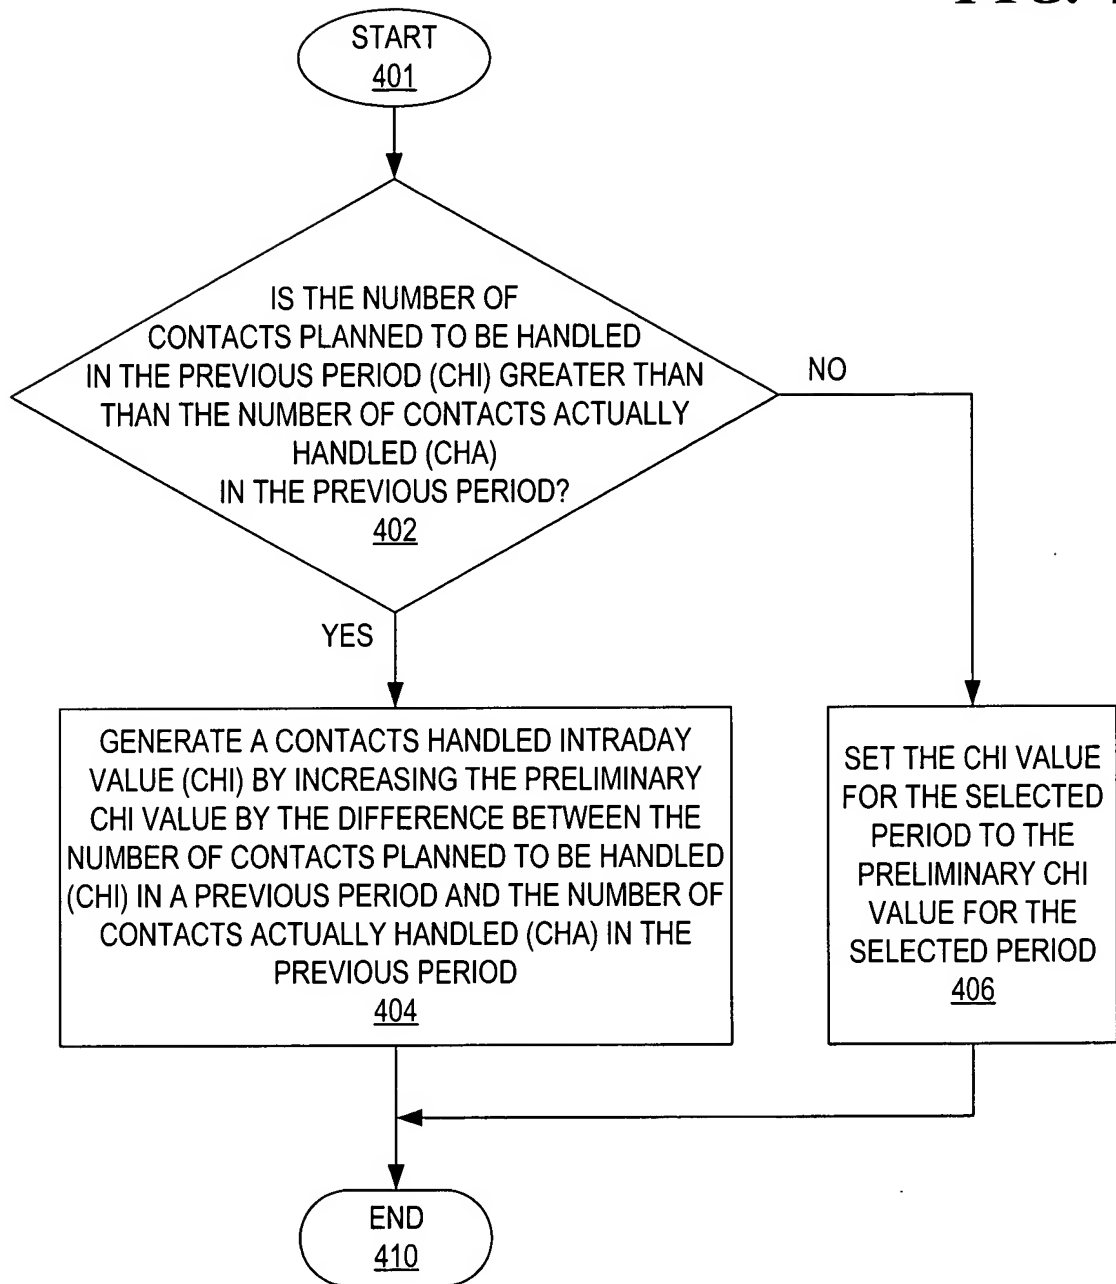 FIG.
START
401
IS THE NUMBER OF
CONTACTS PLANNED TO BE HANDLED
IN THE PREVIOUS PERIOD (CHI) GREATER THAN
THAN THE NUMBER OF CONTACTS ACTUALLY
HANDLED (CHA)
IN THE PREVIOUS PERIOD?
402
NO
YES
GENERATE A CONTACTS HANDLED INTRADAY
VALUE (CHI) BY INCREASING THE PRELIMINARY
CHI VALUE BY THE DIFFERENCE BETWEEN THE
NUMBER OF CONTACTS PLANNED TO BE HANDLED
(CHI) IN A PREVIOUS PERIOD AND THE NUMBER OF
CONTACTS ACTUALLY HANDLED (CHA) IN THE
PREVIOUS PERIOD
404
SET THE CHI VALUE
FOR THE SELECTED
PERIOD TO THE
PRELIMINARY CHI
VALUE FOR THE
SELECTED PERIOD
406
END
410